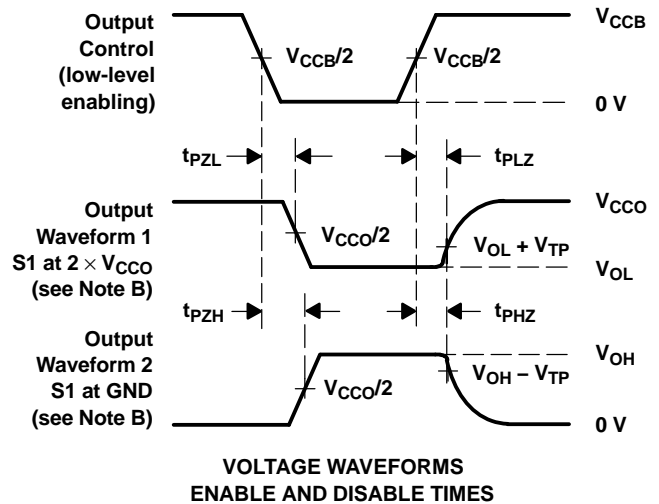 Output
Control
(low-level
enabling)
VCCB/2
VCCB/2
VCCB
0 V
tPZL
tPLZ
Output
Waveform 1
S1 at 2 × VCCO
(see Note B)
VCCO/2
VCCO
VOL + VTP
VOL
tPZH
tPHZ
Output
Waveform 2
S1 at GND
(see Note B)
VCCO/2
VOH
VOH − VTP
0 V
VOLTAGE WAVEFORMS
ENABLE AND DISABLE TIMES